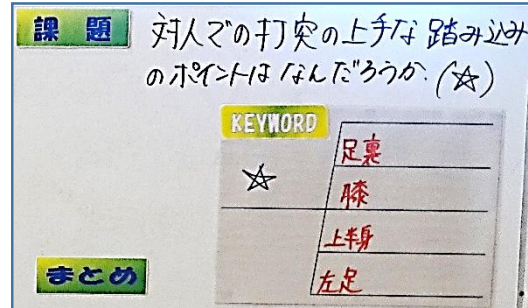 課題
対人での打突の上手な踏み込み
のポイントはなんだろうか.(☆)
KEYWORD
足裏
☆
膝
上半身
左足
まとめ